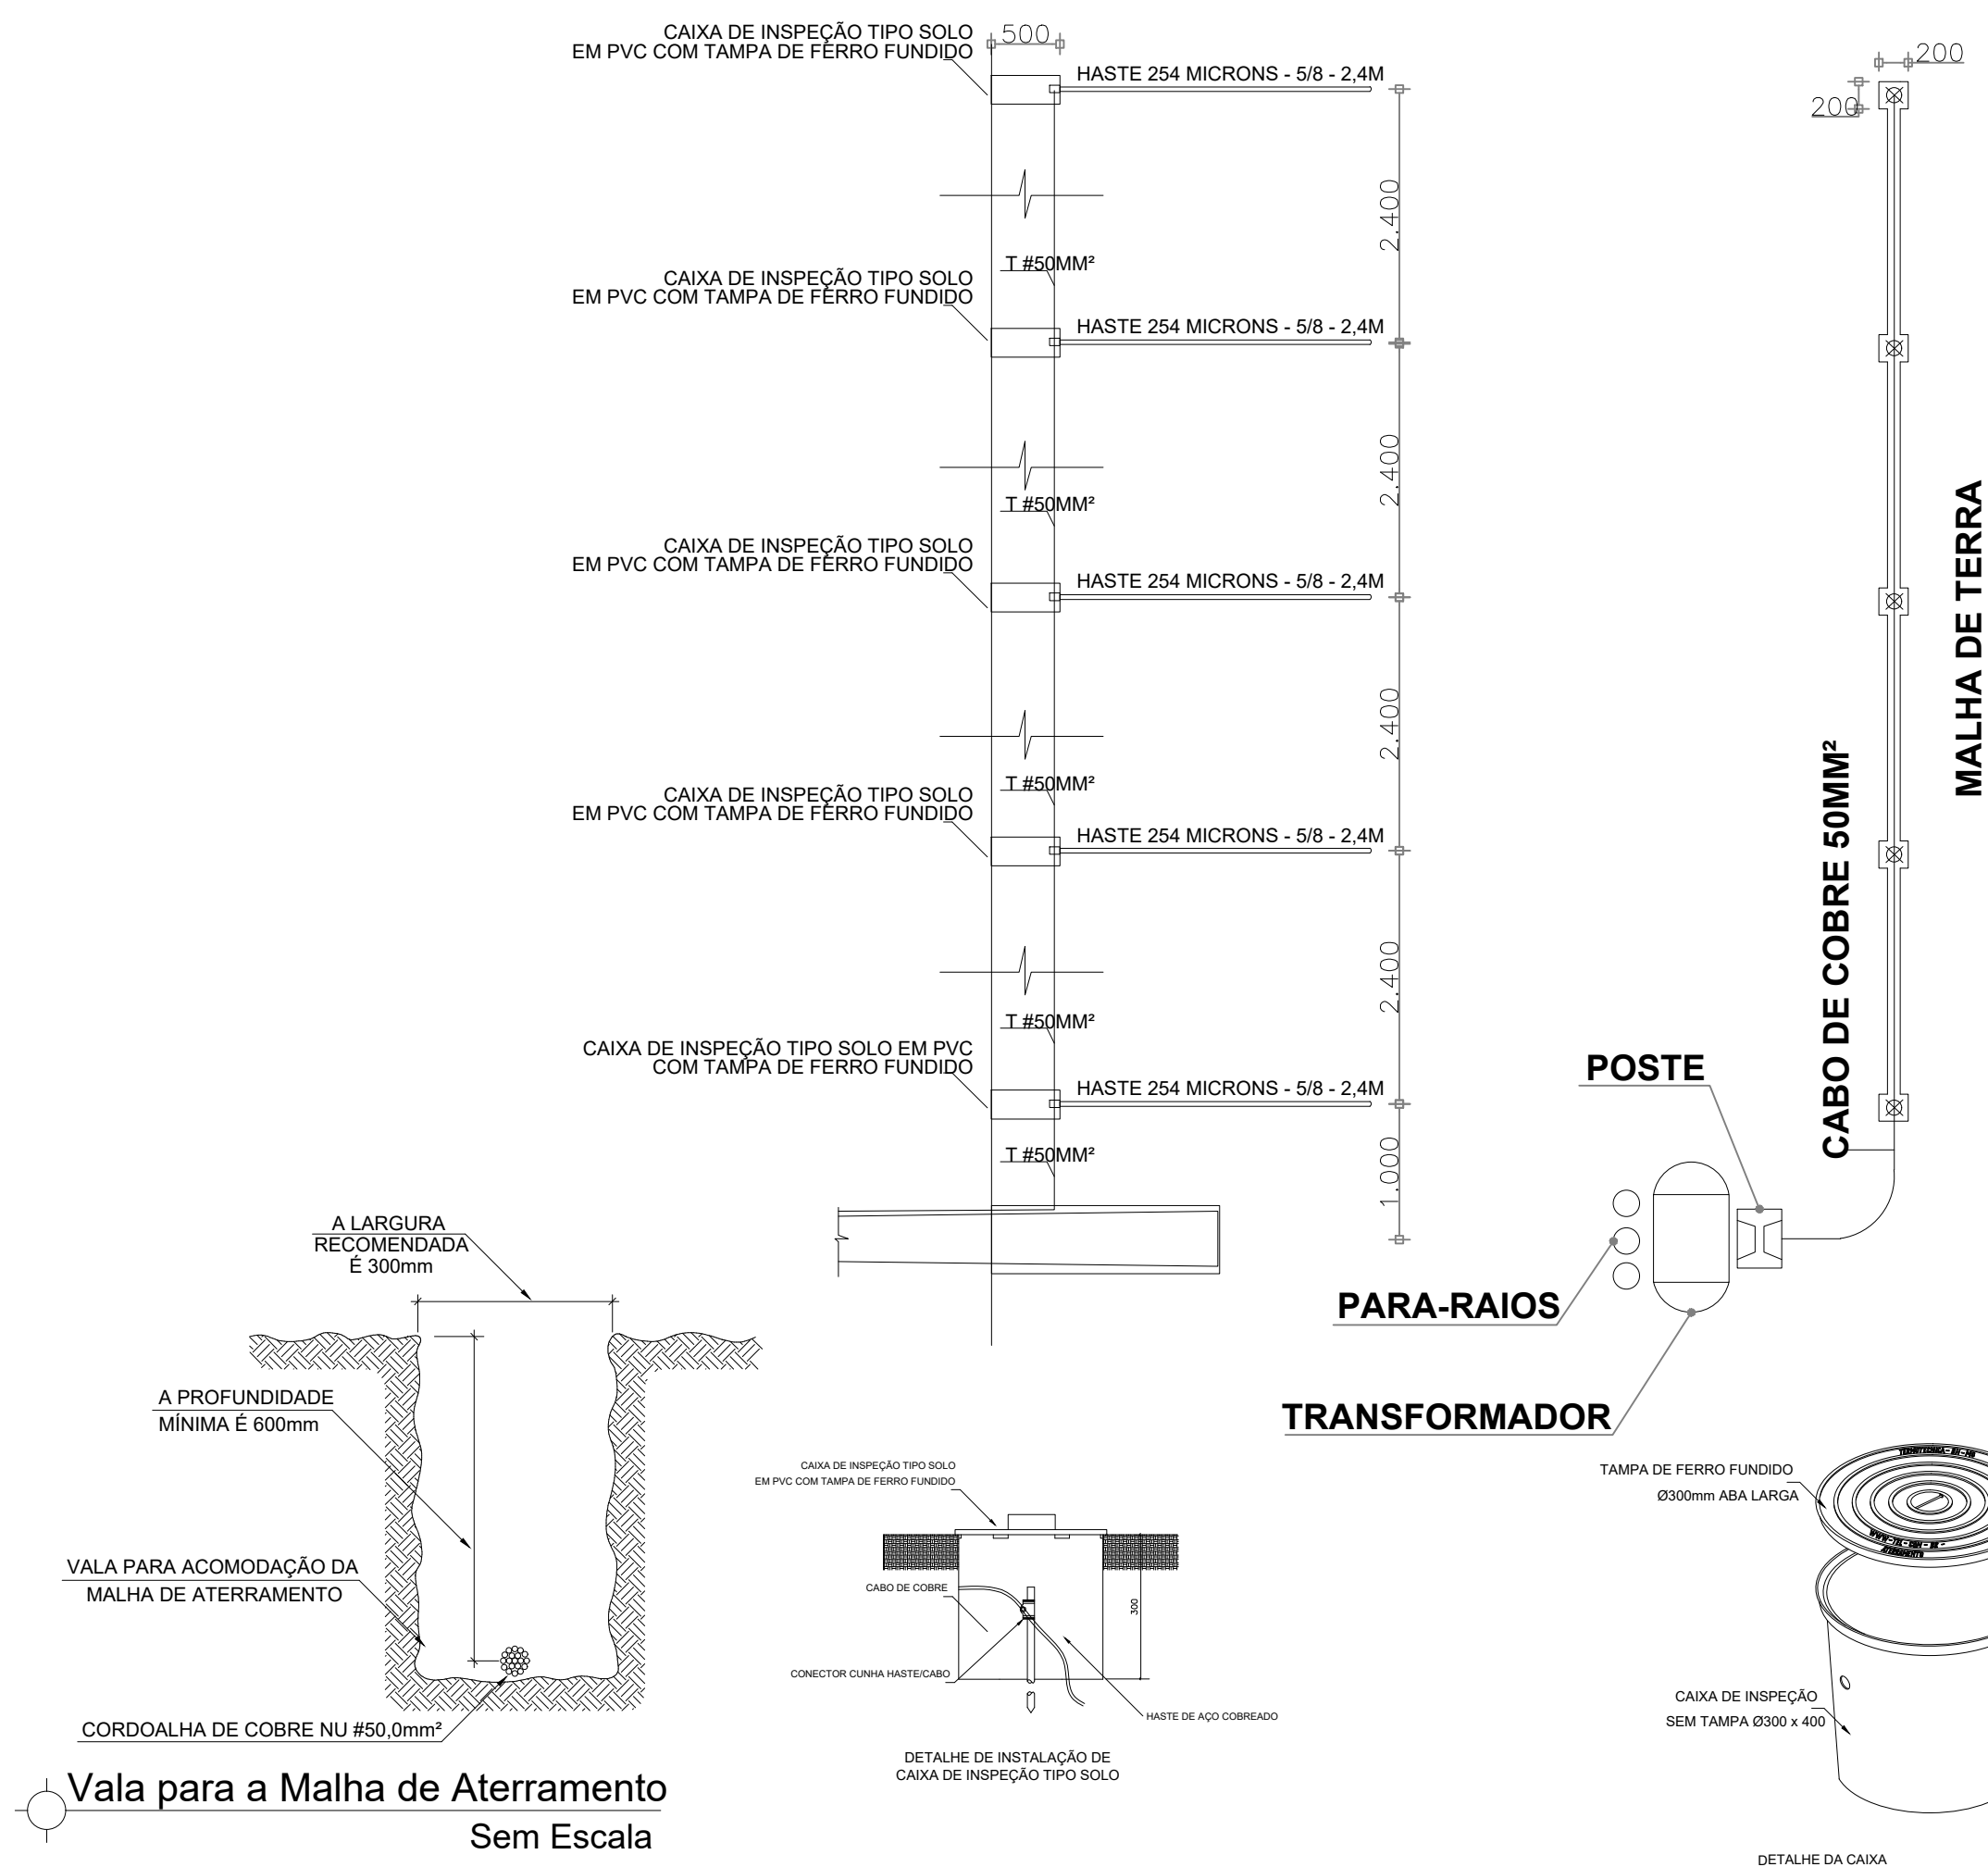 CAIXA DE INSPEÇÃO TIPO SOLO
EM PVC COM TAMPA DE FERRO FUNDIDO
500
HASTE 254 MICRONS - 5/8 - 2,4M
2.400
T #50MM²
CAIXA DE INSPEÇÃO TIPO SOLO
EM PVC COM TAMPA DE FERRO FUNDIDO
HASTE 254 MICRONS - 5/8 - 2,4M
2.400
T #50MM²
CAIXA DE INSPEÇÃO TIPO SOLO
EM PVC COM TAMPA DE FERRO FUNDIDO
HASTE 254 MICRONS - 5/8 - 2,4M
2.400
T #50MM²
CAIXA DE INSPEÇÃO TIPO SOLO
EM PVC COM TAMPA DE FERRO FUNDIDO
HASTE 254 MICRONS - 5/8 - 2,4M
2.400
T #50MM²
CAIXA DE INSPEÇÃO TIPO SOLO EM PVC
COM TAMPA DE FERRO FUNDIDO
HASTE 254 MICRONS - 5/8 - 2,4M
T #50MM²
1.000
200
200
MALHA DE TERRA
CABO DE COBRE 50MM²
POSTE
PARA-RAIOS
TRANSFORMADOR
A LARGURA
RECOMENDADA
É 300mm
A PROFUNDIDADE
MÍNIMA É 600mm
VALA PARA ACOMODAÇÃO DA
MALHA DE ATERRAMENTO
CORDOALHA DE COBRE NU #50,0mm²
Vala para a Malha de Aterramento
Sem Escala
CAIXA DE INSPEÇÃO TIPO SOLO
EM PVC COM TAMPA DE FERRO FUNDIDO
CABO DE COBRE
300
CONECTOR CUNHA HASTE/CABO
HASTE DE AÇO COBREADO
DETALHE DE INSTALAÇÃO DE
CAIXA DE INSPEÇÃO TIPO SOLO
TAMPA DE FERRO FUNDIDO
Ø300mm ABA LARGA
ATERRAMENTO
CAIXA DE INSPEÇÃO
SEM TAMPA Ø300 x 400
DETALHE DA CAIXA